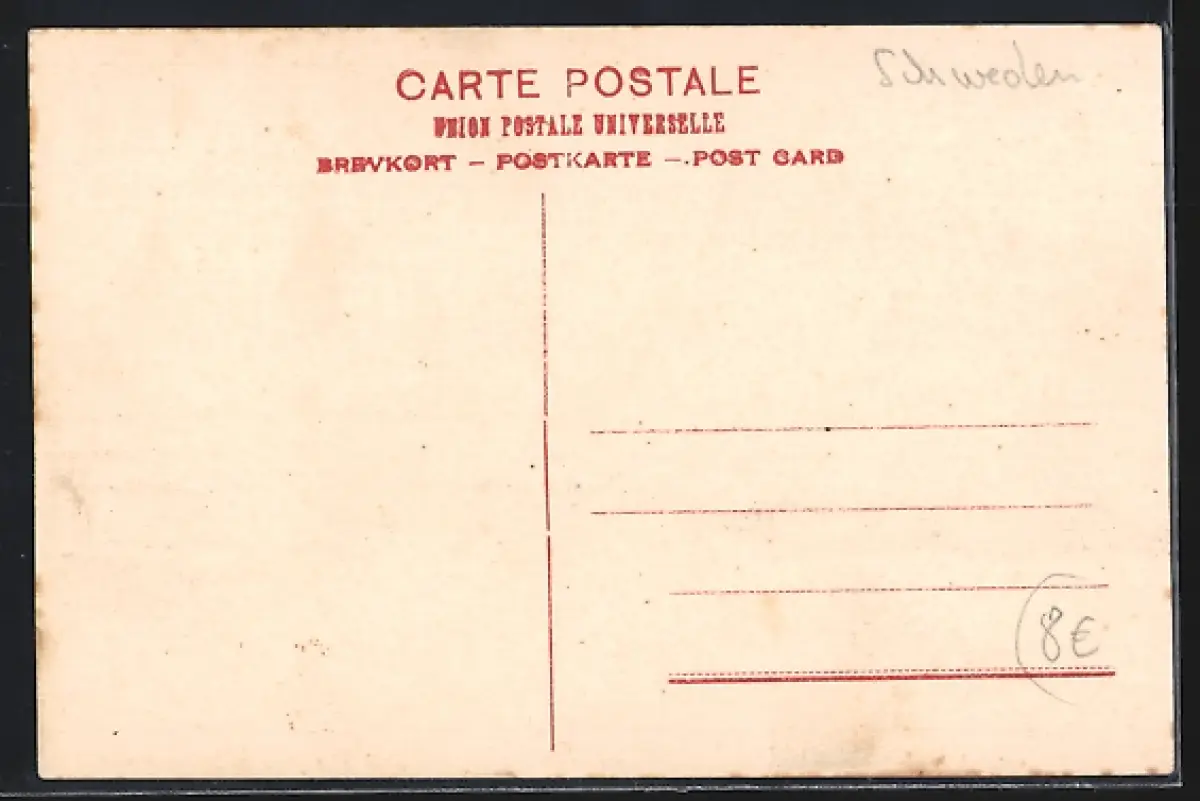 Schweden
CARTE POSTALE
UNION POSTALE UNIVERSELLE
BREVKORT – POSTKARTE – POST CARD
8€